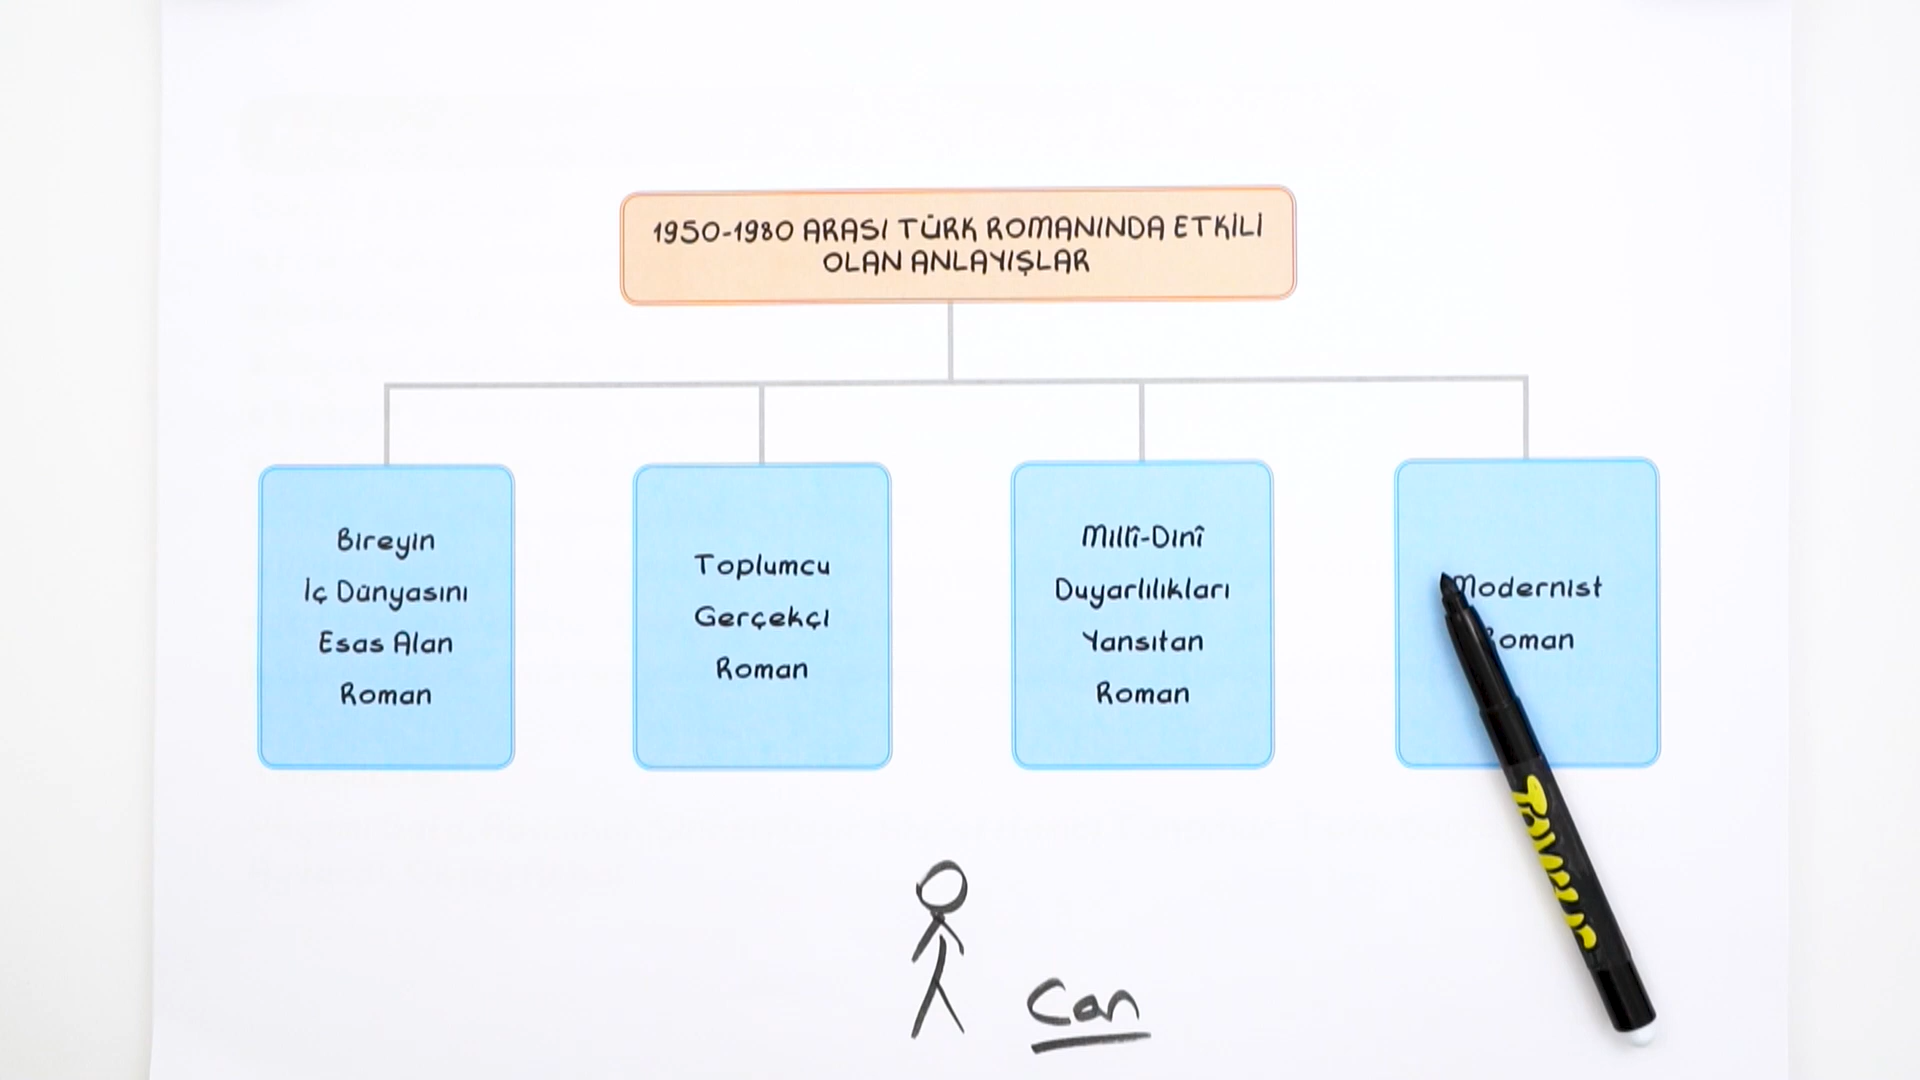 1950-1980 ARASI TÜRK ROMANINDA ETKİLİ
OLAN ANLAYIŞLAR
Bireyin
İç Dünyasını
Esas Alan
Roman
Toplumcu
Gerçekçi
Roman
Millî-Dinî
Duyarlılıkları
Yansıtan
Roman
Modernist
oman
Can